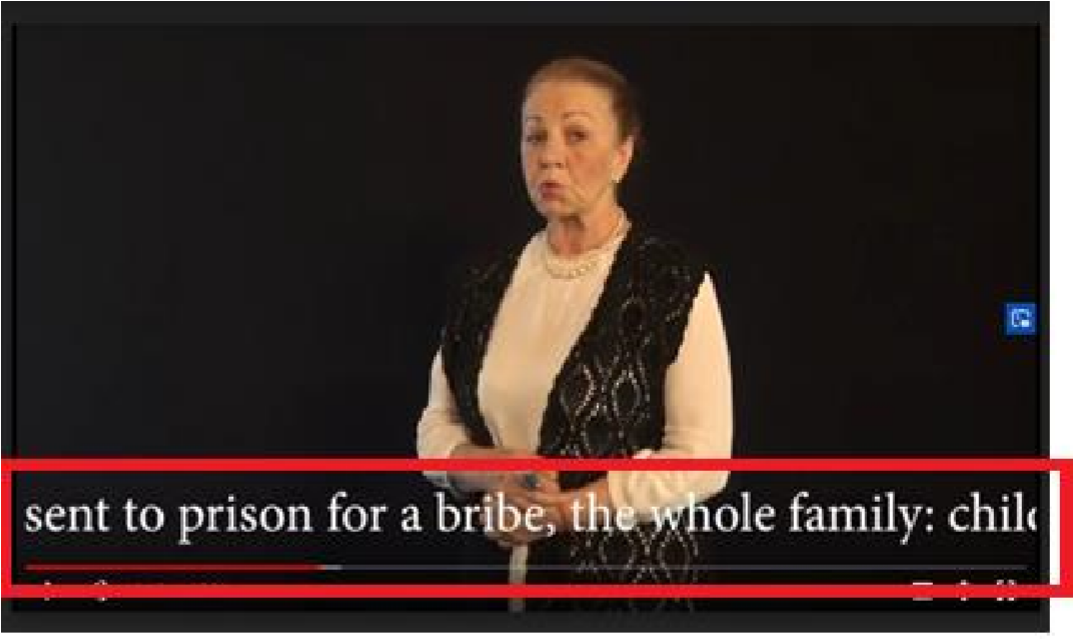 sent to prison for a bribe, the whole family: chil